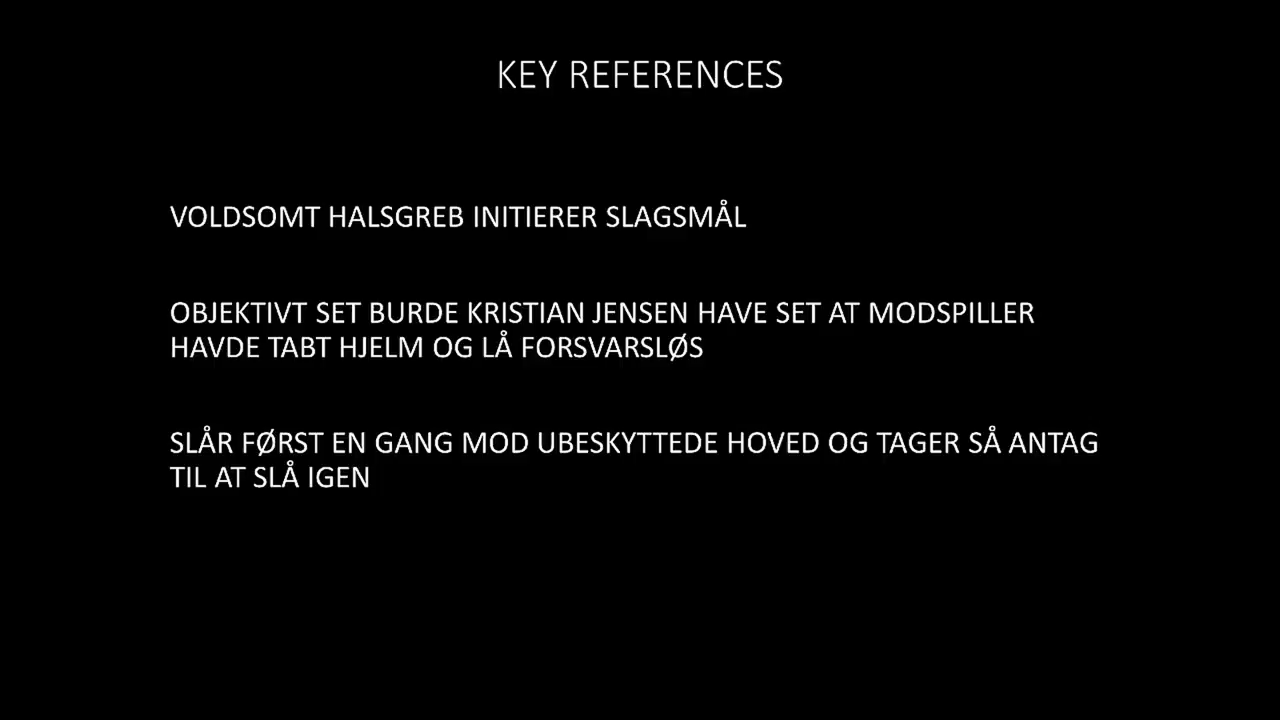 KEY REFERENCES
VOLDSOMT HALSGREB INITIERER SLAGSMÅL
OBJEKTIVT SET BURDE KRISTIAN JENSEN HAVE SET AT MODSPILLER
HAVDE TABT HJELM OG LÅ FORSVARSLØS
SLÅR FØRST EN GANG MOD UBESKYTTEDE HOVED OG TAGER SÅ ANTAG
TIL AT SLÅ IGEN